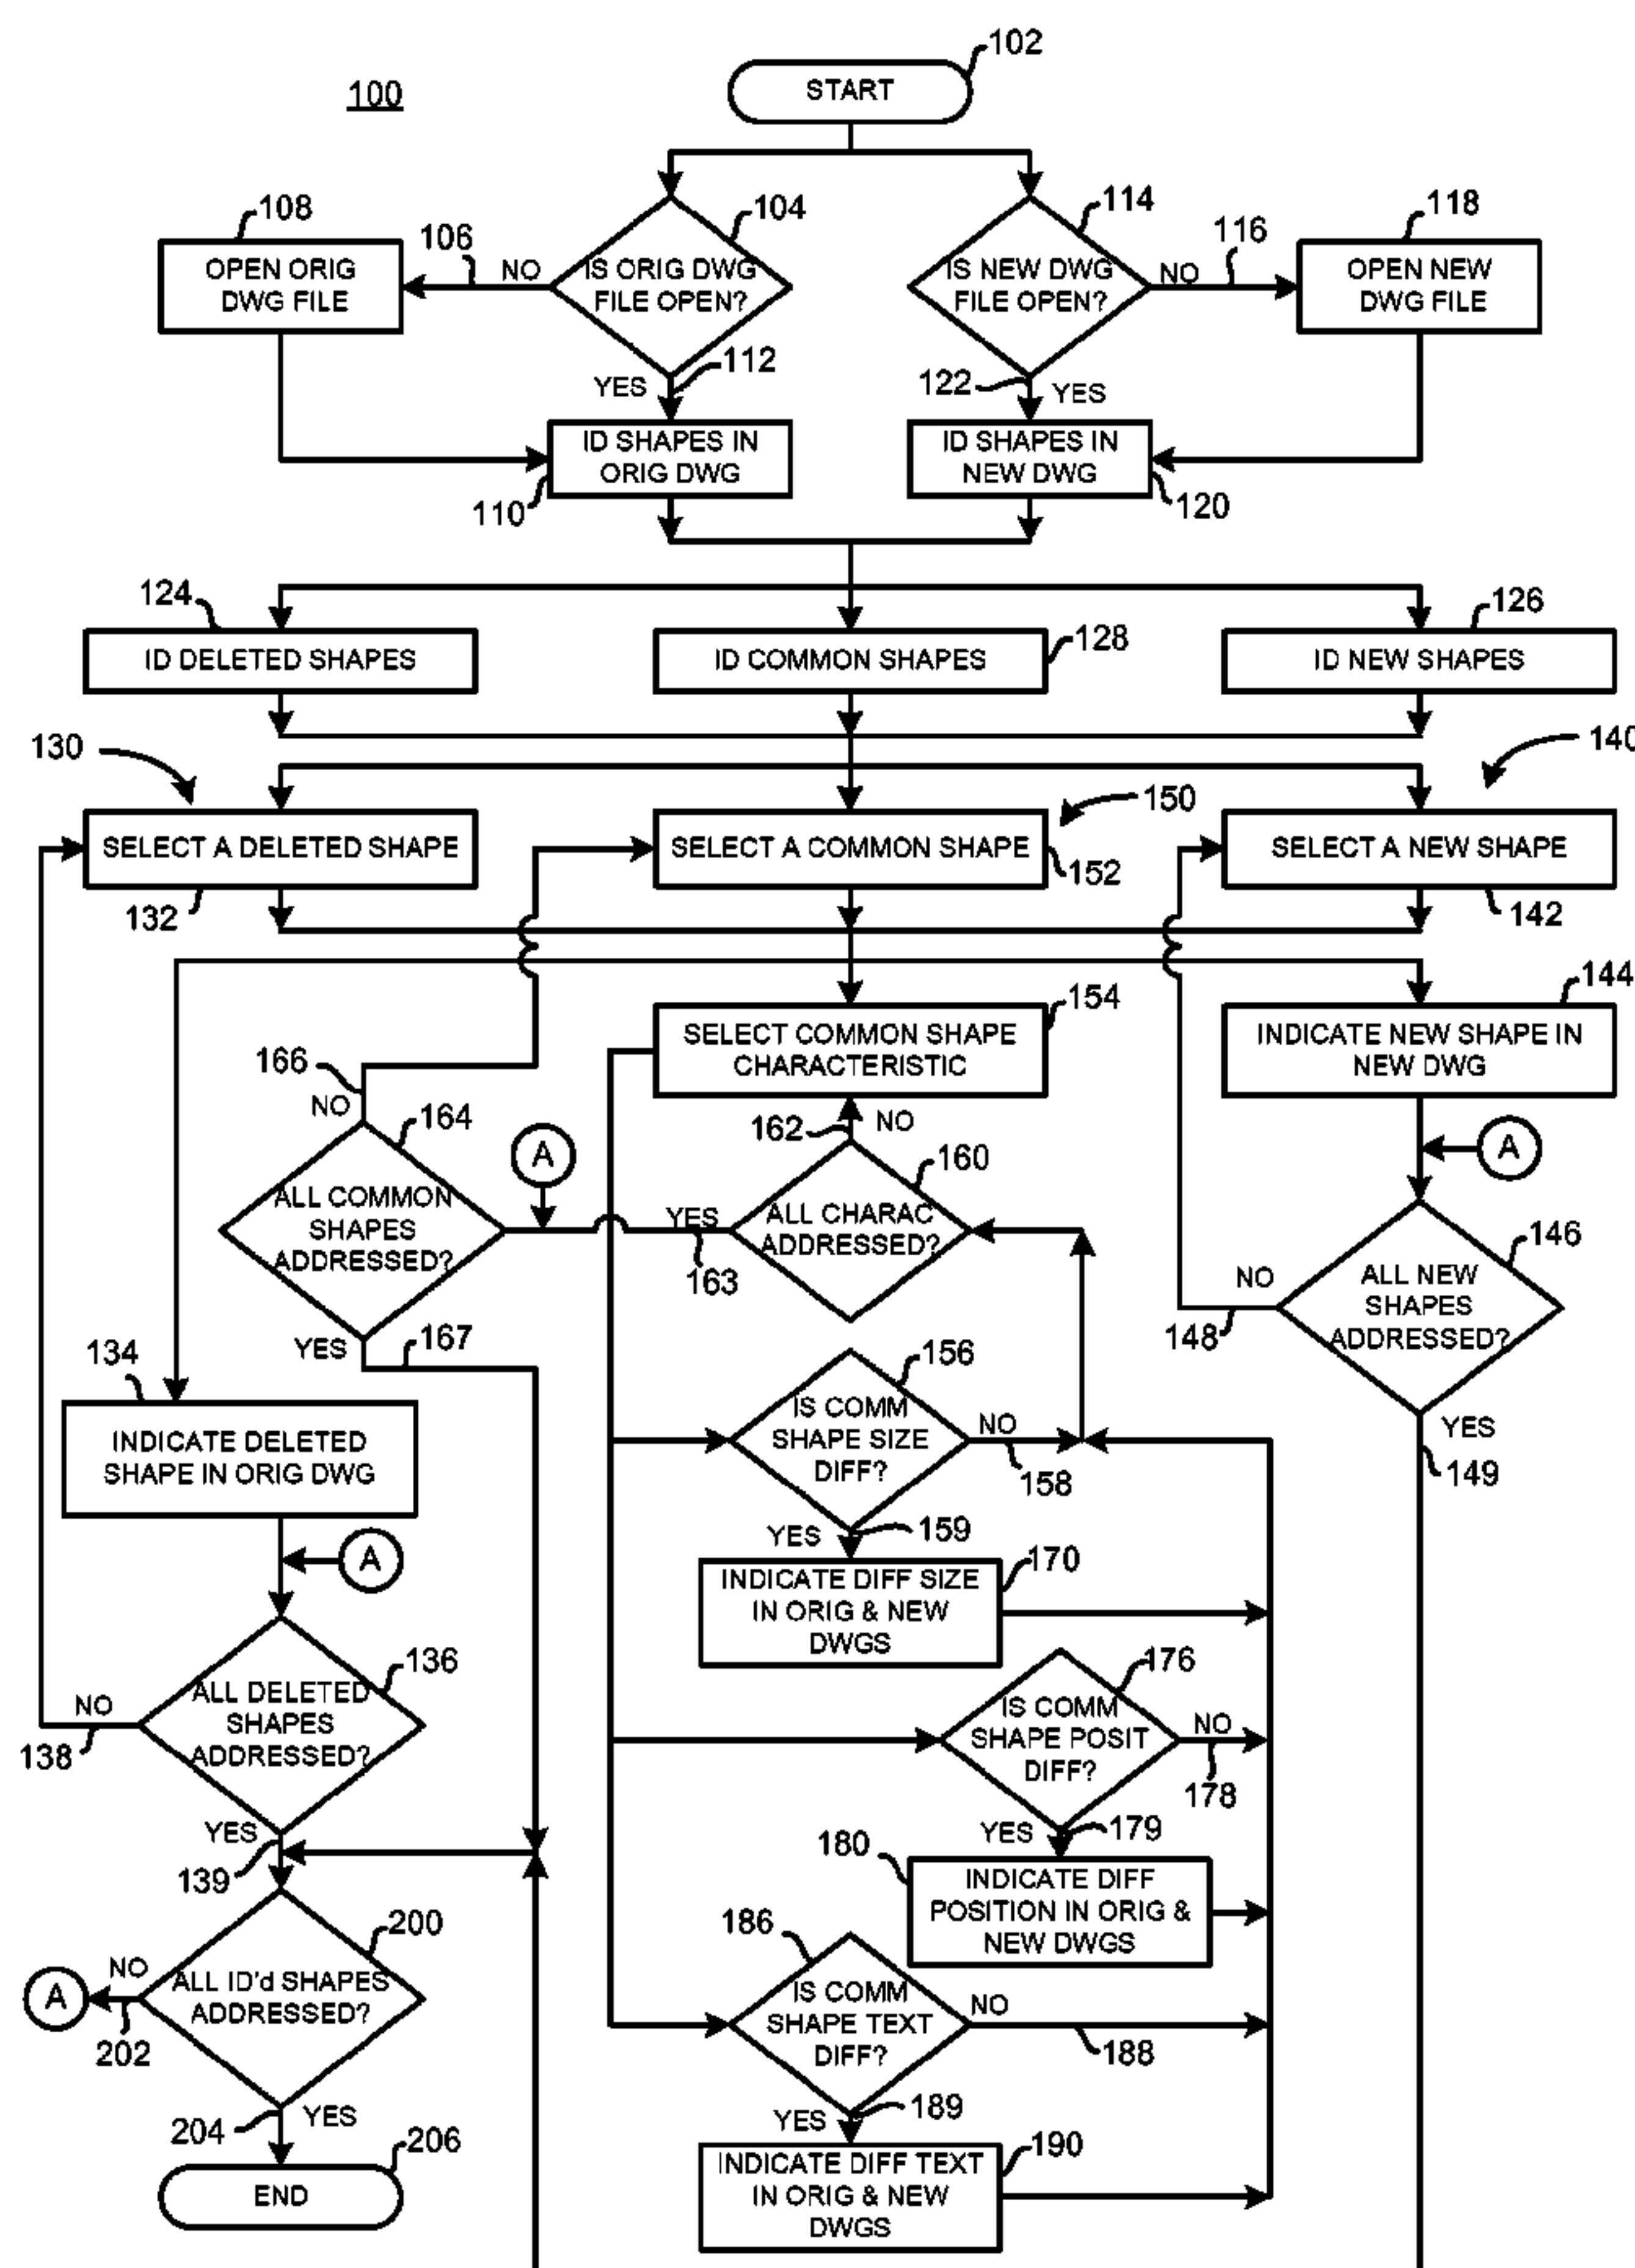 100
102
START
108
106
104
114
116
118
OPEN ORIG
DWG FILE
NO
IS ORIG DWG
FILE OPEN?
IS NEW DWG
FILE OPEN?
NO
OPEN NEW
DWG FILE
YES
112
122
YES
ID SHAPES IN
ORIG DWG
ID SHAPES IN
NEW DWG
110
120
124
126
ID DELETED SHAPES
ID COMMON SHAPES
128
ID NEW SHAPES
130
140
150
SELECT A DELETED SHAPE
SELECT A COMMON SHAPE
SELECT A NEW SHAPE
132
152
142
154
144
SELECT COMMON SHAPE
CHARACTERISTIC
INDICATE NEW SHAPE IN
NEW DWG
166
NO
164
162
NO
A
160
A
ALL COMMON
SHAPES
ADDRESSED?
YES
163
ALL CHARAC
ADDRESSED?
146
NO
148
ALL NEW
SHAPES
ADDRESSED?
YES
167
134
156
YES
149
INDICATE DELETED
SHAPE IN ORIG DWG
IS COMM
SHAPE SIZE
DIFF?
NO
158
YES
159
A
170
INDICATE DIFF SIZE
IN ORIG & NEW
DWGS
136
176
ALL DELETED
SHAPES
ADDRESSED?
NO
138
IS COMM
SHAPE POSIT
DIFF?
NO
178
YES
139
YES
179
180
INDICATE DIFF
POSITION IN ORIG &
NEW DWGS
200
186
A
NO
202
ALL ID'd SHAPES
ADDRESSED?
IS COMM
SHAPE TEXT
DIFF?
NO
188
204
YES
YES
189
206
190
END
INDICATE DIFF TEXT
IN ORIG & NEW
DWGS